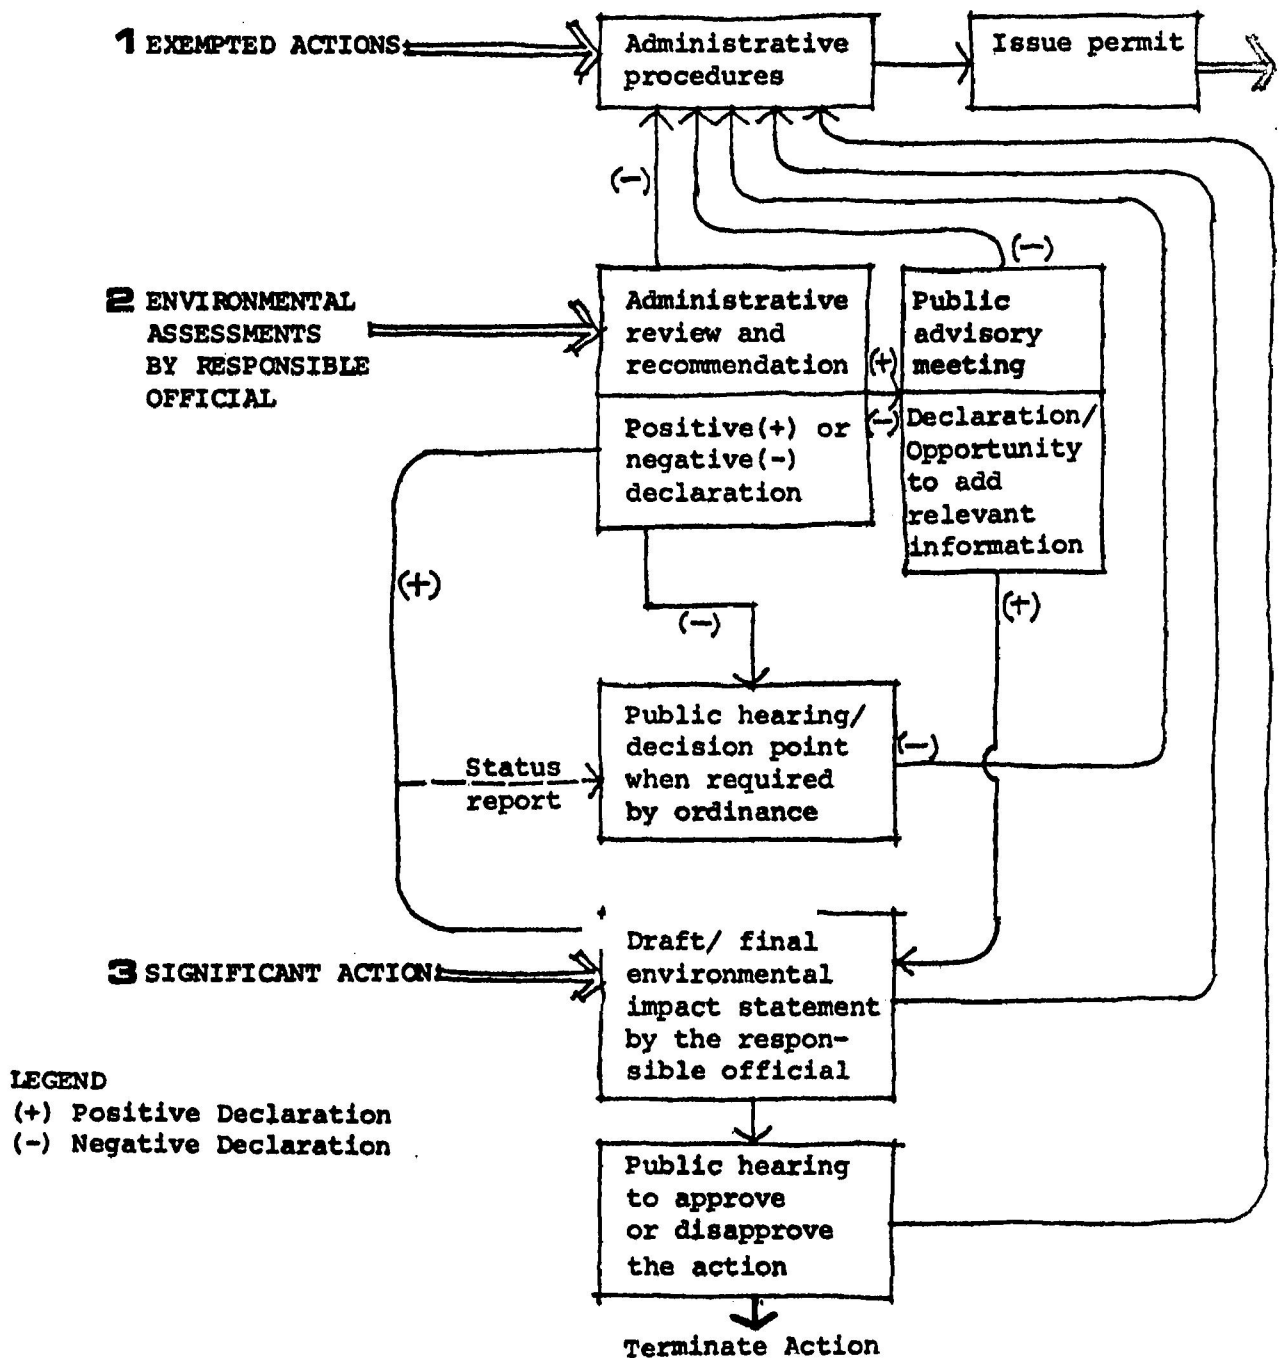 1 EXEMPTED ACTIONS
Administrative
procedures
Issue permit
(-)
(-)
2 ENVIRONMENTAL
ASSESSMENTS
BY RESPONSIBLE
OFFICIAL
Administrative
review and
recommendation
(+)
(-)
Public
advisory
meeting
Positive(+) or
negative(-)
declaration
Declaration/
Opportunity
to add
relevant
information
(+)
(-)
(+)
Public hearing/
decision point
when required
by ordinance
(-)
Status
report
3 SIGNIFICANT ACTION
Draft/ final
environmental
impact statement
by the respon-
sible official
LEGEND
(+) Positive Declaration
(-) Negative Declaration
Public hearing
to approve
or disapprove
the action
Terminate Action